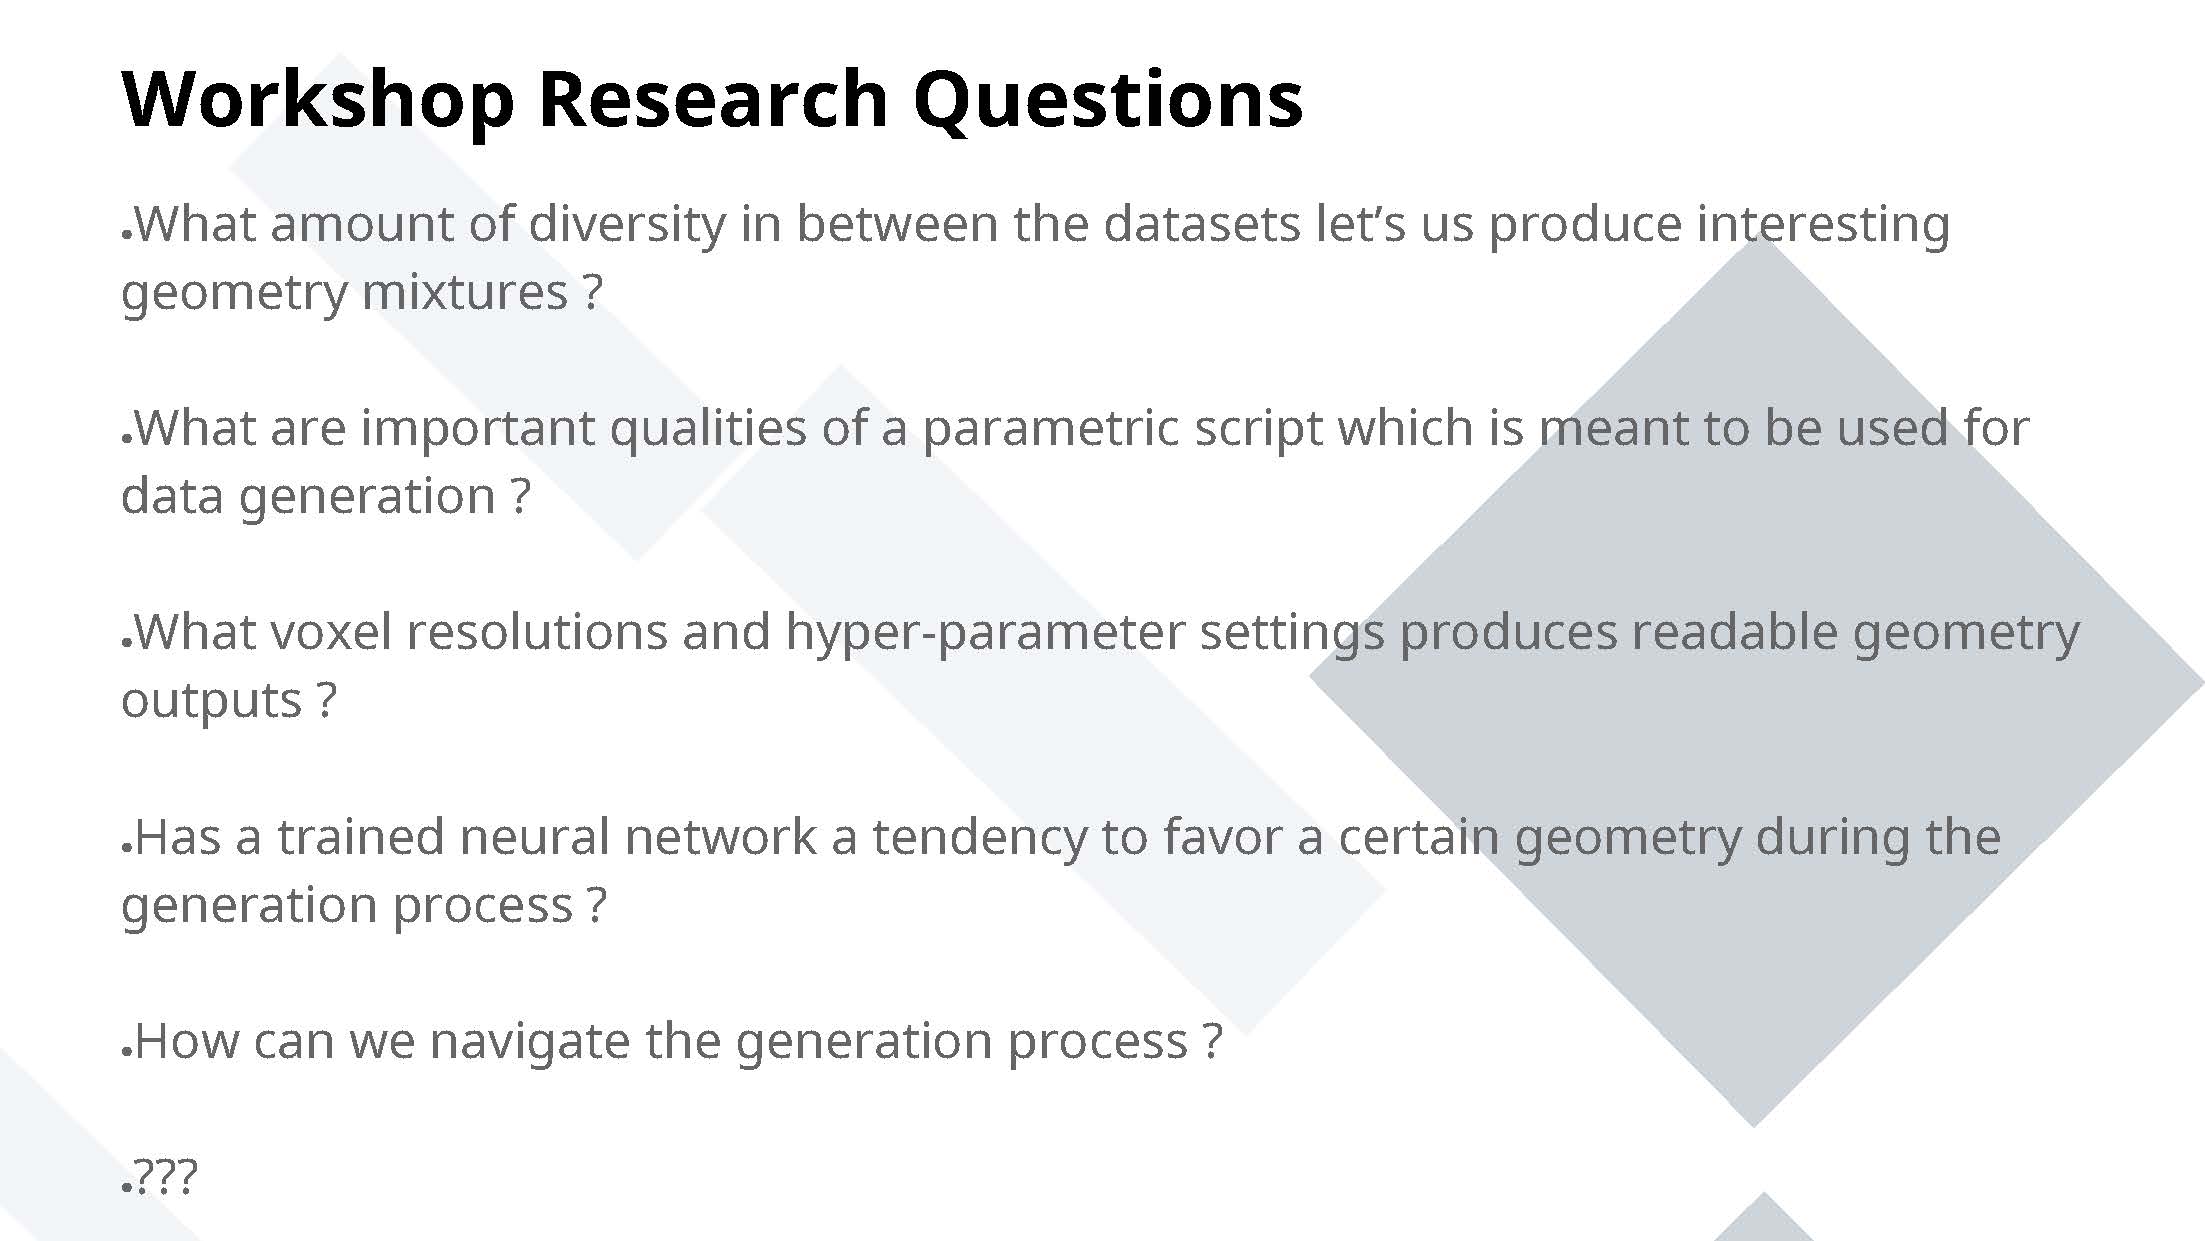 Workshop Research Questions
•What amount of diversity in between the datasets let’s us produce interesting
geometry mixtures ?
•What are important qualities of a parametric script which is meant to be used for
data generation ?
•What voxel resolutions and hyper-parameter settings produces readable geometry
outputs ?
•Has a trained neural network a tendency to favor a certain geometry during the
generation process ?
•How can we navigate the generation process ?
•???